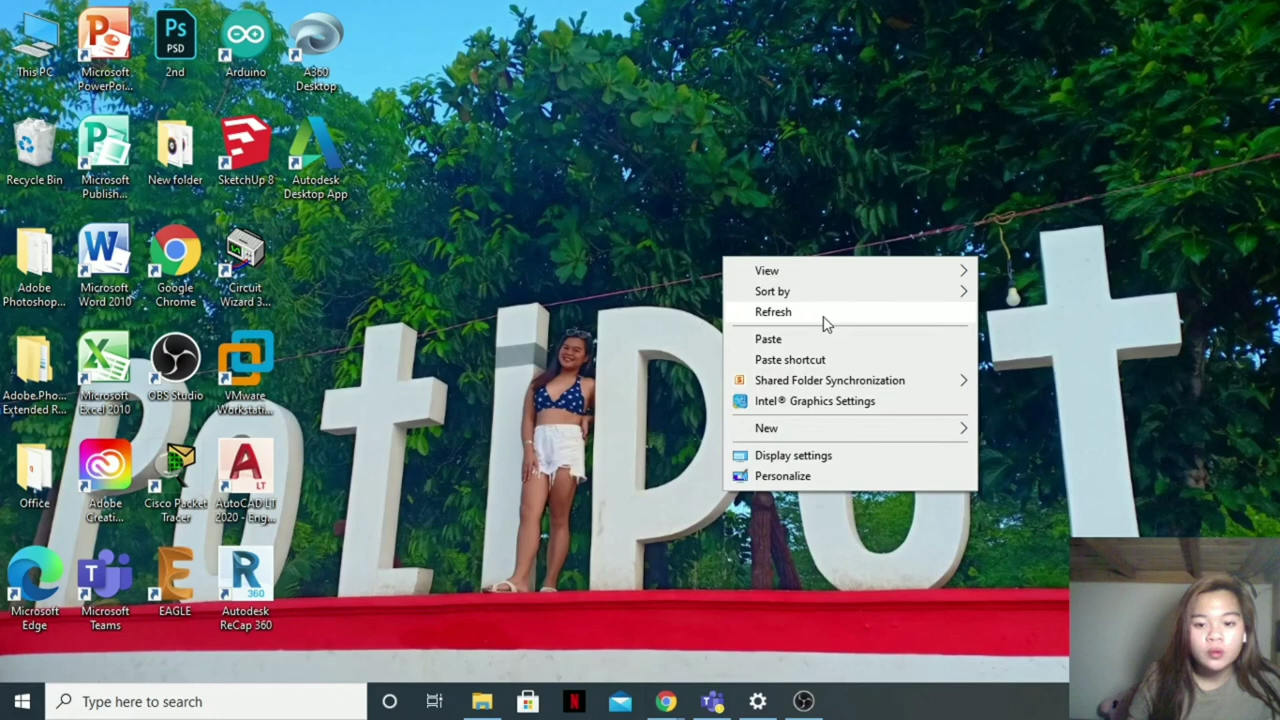 This PC
Microsoft
PowerPoi...
2nd
Arduino
A360
Desktop
Recycle Bin
Microsoft
Publish...
New folder
SketchUp 8
Autodesk
Desktop App
Adobe
Photoshop...
Microsoft
Word 2010
Google
Chrome
Circuit
Wizard 3...
Adobe.Pho...
Extended R...
Microsoft
Excel 2010
OBS Studio
VMware
Workstati...
Office
Adobe
Creati...
Cisco Packet
Tracer
AutoCAD LT
2020 - Eng...
Microsoft
Edge
Microsoft
Teams
EAGLE
Autodesk
ReCap 360
Ps
PSD
LT
360
View
Sort by
Refresh
Paste
Paste shortcut
Shared Folder Synchronization
Intel® Graphics Settings
New
Display settings
Personalize
PotiPot
Type here to search